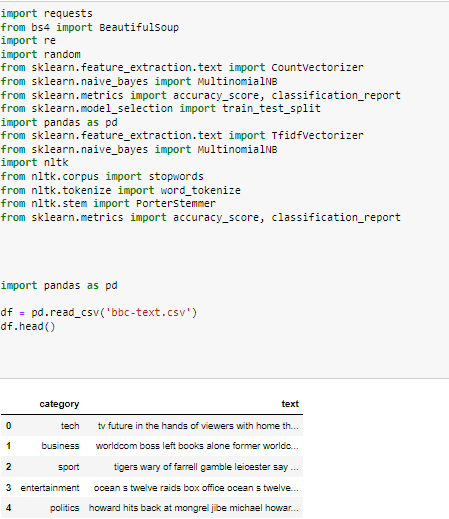 import requests
from bs4 import BeautifulSoup
import re
import random
from sklearn.feature_extraction.text import CountVectorizer
from sklearn.naive_bayes import MultinomialNB
from sklearn.metrics import accuracy_score, classification_report
from sklearn.model_selection import train_test_split
import pandas as pd
from sklearn.feature_extraction.text import TfidfVectorizer
from sklearn.naive_bayes import MultinomialNB
import nltk
from nltk.corpus import stopwords
from nltk.tokenize import word_tokenize
from nltk.stem import PorterStemmer
from sklearn.metrics import accuracy_score, classification_report
import pandas as pd
df = pd.read_csv('bbc-text.csv')
df.head()
category text
0 tech tv future in the hands of viewers with home th...
1 business worldcom boss left books alone former worldc...
2 sport tigers wary of farrell gamble leicester say ...
3 entertainment ocean s twelve raids box office ocean s twelve...
4 politics howard hits back at mongrel jibe michael howar...